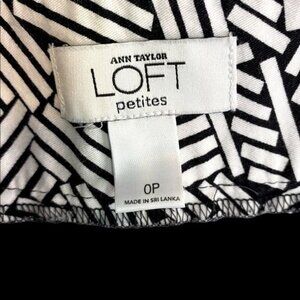 ANN TAYLOR
LOFT
petites
0P
MADE IN SRI LANKA